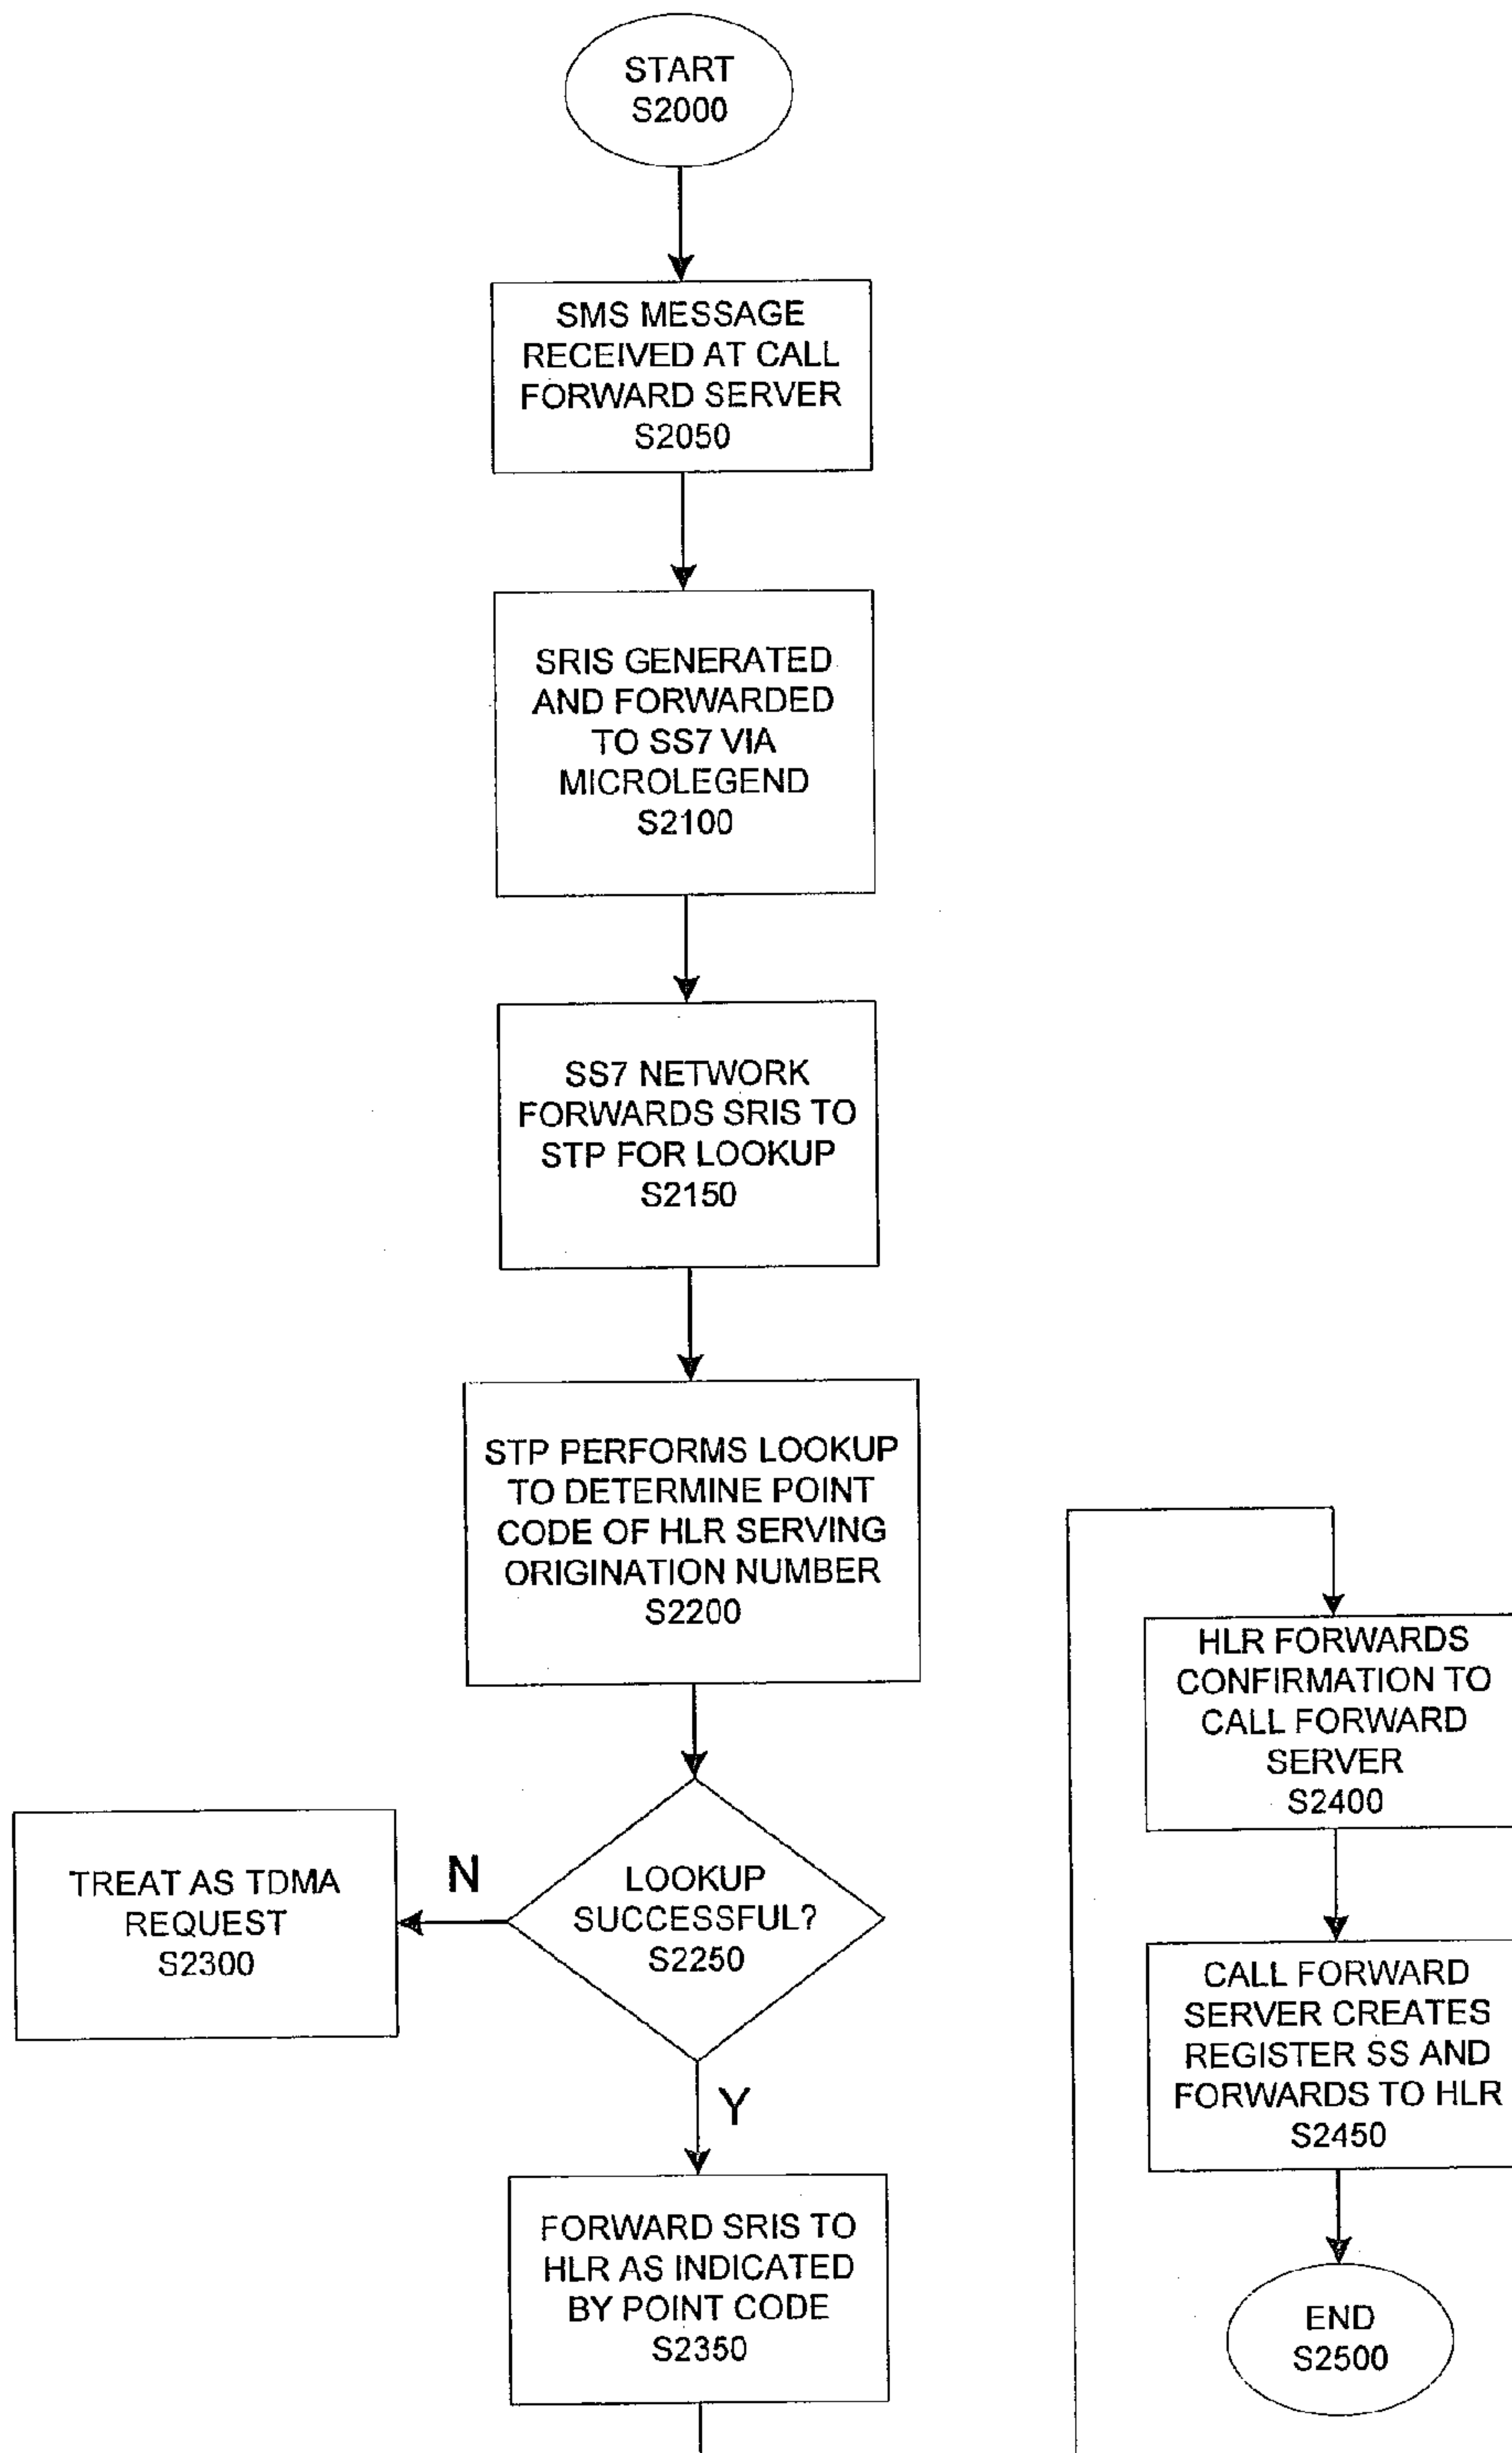 START
S2000
SMS MESSAGE
RECEIVED AT CALL
FORWARD SERVER
S2050
SRIS GENERATED
AND FORWARDED
TO SS7 VIA
MICROLEGEND
S2100
SS7 NETWORK
FORWARDS SRIS TO
STP FOR LOOKUP
S2150
STP PERFORMS LOOKUP
TO DETERMINE POINT
CODE OF HLR SERVING
ORIGINATION NUMBER
S2200
LOOKUP
SUCCESSFUL?
S2250
N
TREAT AS TDMA
REQUEST
S2300
Y
FORWARD SRIS TO
HLR AS INDICATED
BY POINT CODE
S2350
HLR FORWARDS
CONFIRMATION TO
CALL FORWARD
SERVER
S2400
CALL FORWARD
SERVER CREATES
REGISTER SS AND
FORWARDS TO HLR
S2450
END
S2500